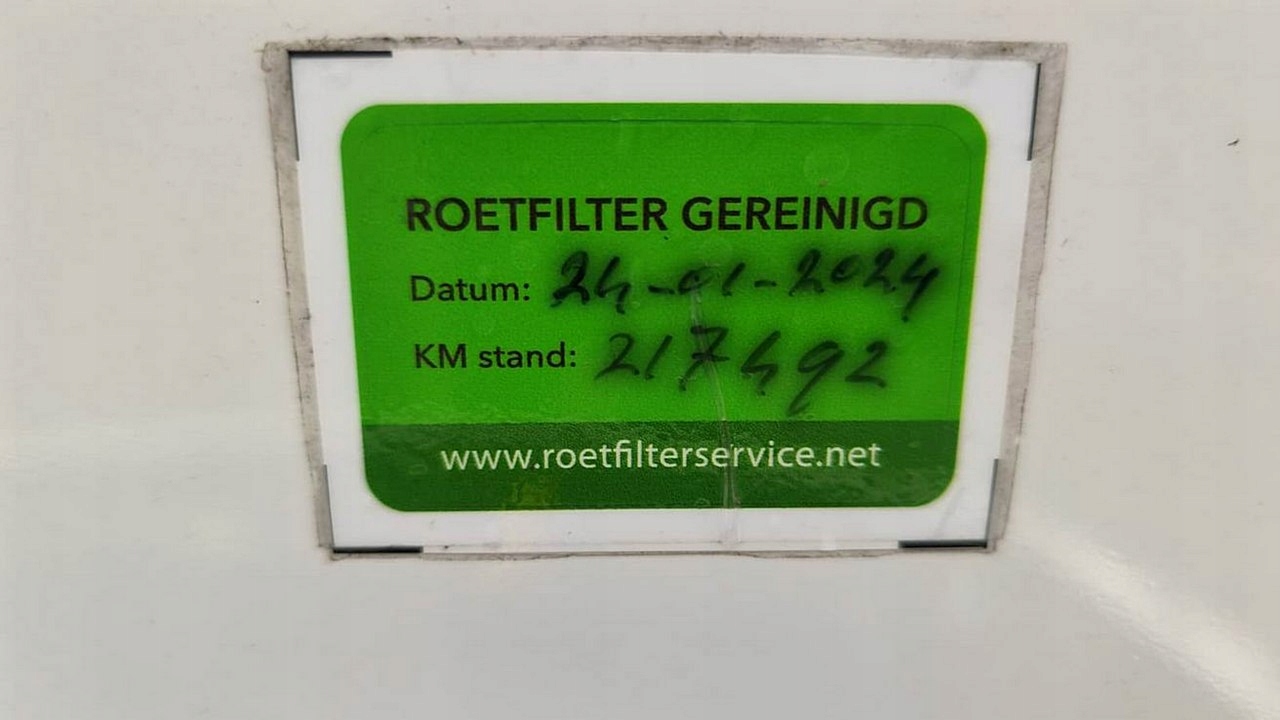 ROETFILTER GEREINIGD
Datum: 24-01-2024
KM stand: 217492
www.roetfilterservice.net